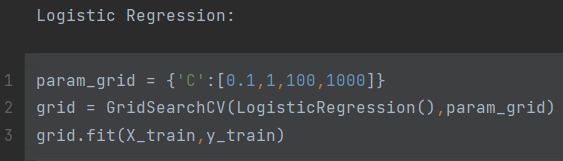 Logistic Regression:
1 param_grid = {'C':[0.1,1,100,1000]}
2 grid = GridSearchCV(LogisticRegression(),param_grid)
3 grid.fit(X_train,y_train)